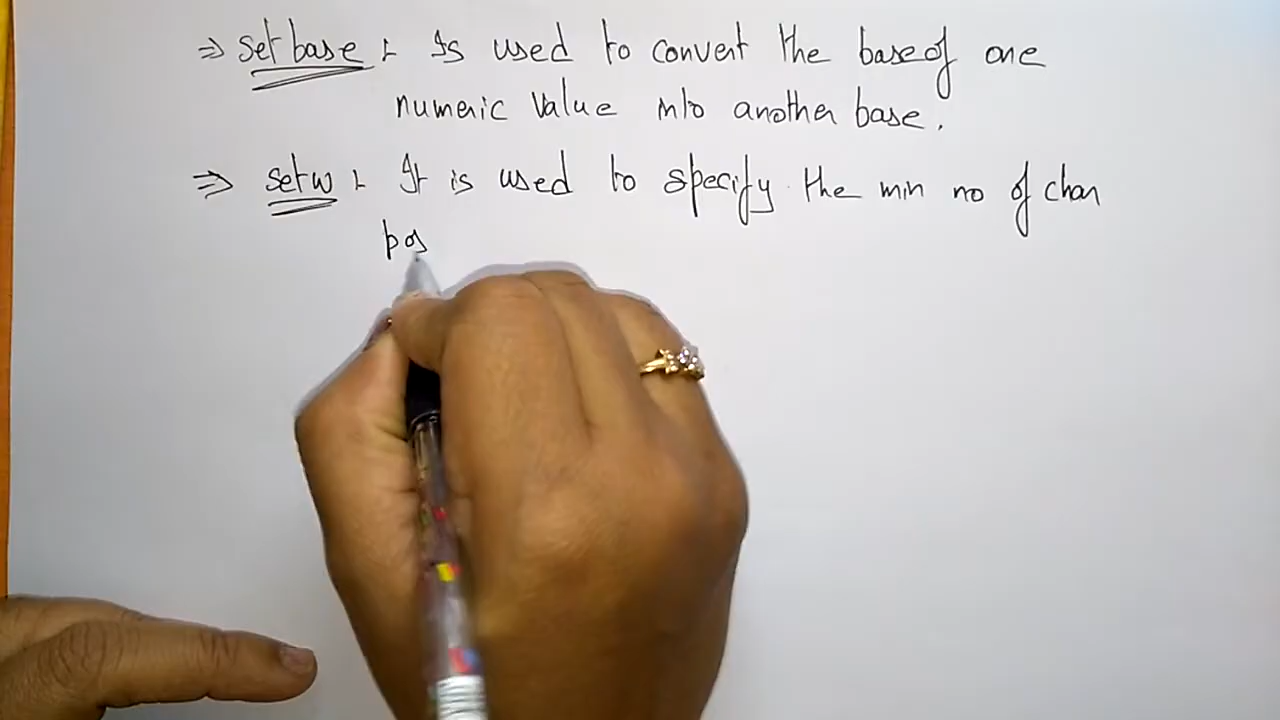 ⇒ setbase :- Is used to convert the base of one
numeric value into another base.
⇒ setw :- It is used to specify the min no of char
pos